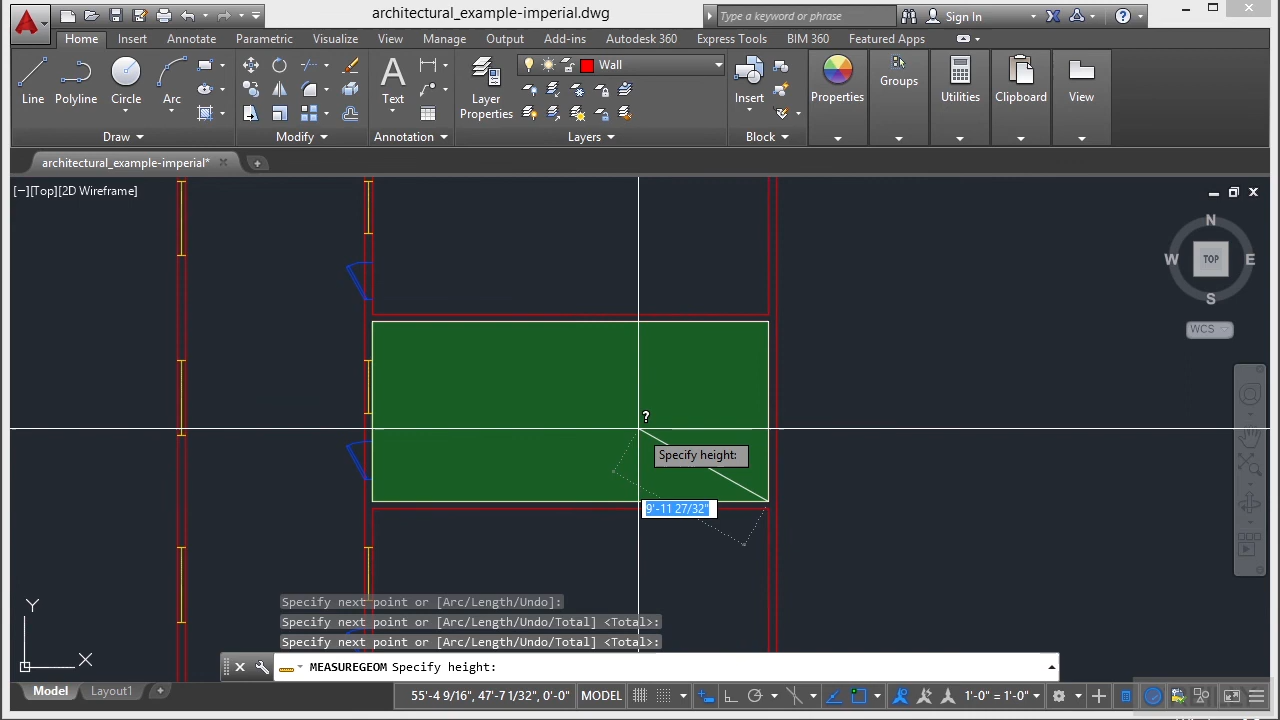 architectural_example-imperial.dwg
Type a keyword or phrase
Sign In
Home Insert Annotate Parametric Visualize View Manage Output Add-ins Autodesk 360 Express Tools BIM 360 Featured Apps
Wall
Line Polyline Circle Arc
Text
Layer
Properties
Insert
Properties
Groups
Utilities
Clipboard
View
Draw Modify Annotation Layers Block
architectural_example-imperial*
[−][Top][2D Wireframe]
N
W TOP E
S
WCS
?
Specify height:
9'-11 27/32"
Specify next point or [Arc/Length/Undo]:
Specify next point or [Arc/Length/Undo/Total] <Total>:
Specify next point or [Arc/Length/Undo/Total] <Total>:
Y
X
MEASUREGEOM Specify height:
Model Layout1
55'-4 9/16", 47'-7 1/32", 0'-0" MODEL 1'-0" = 1'-0"